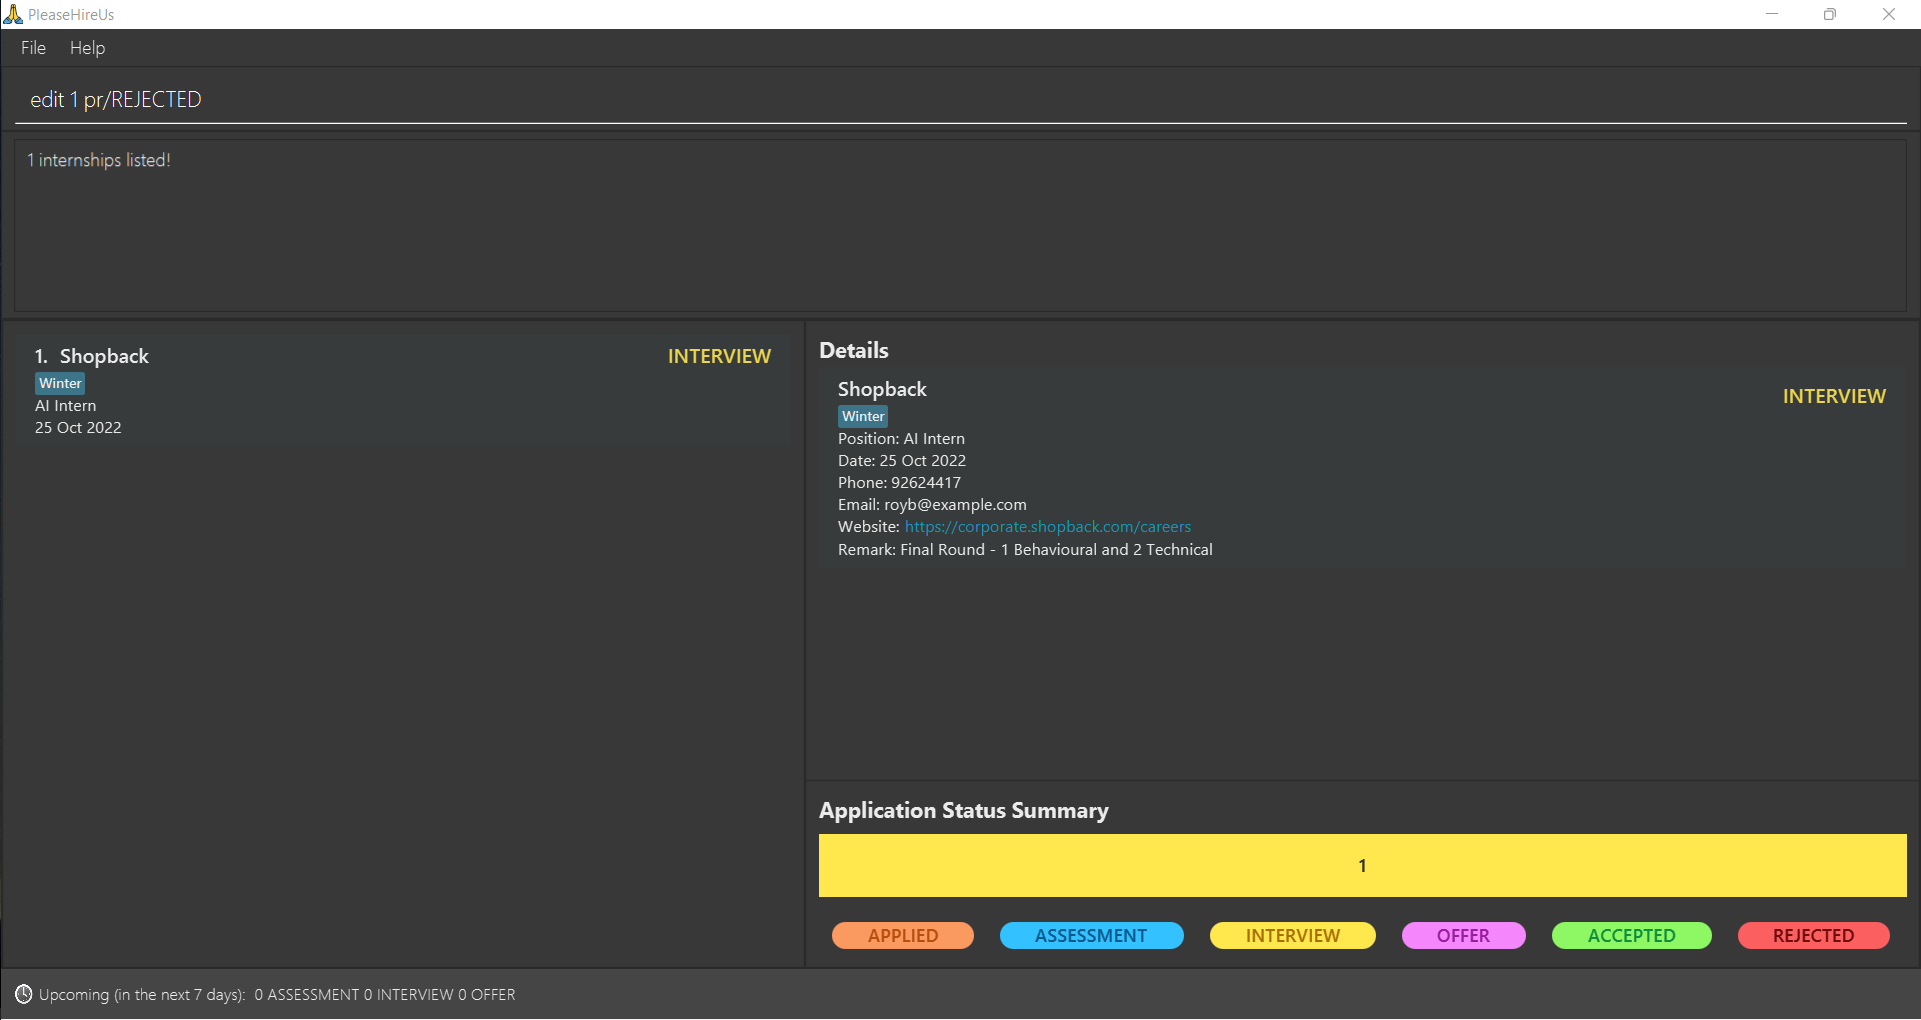 PleaseHireUs
File Help
edit 1 pr/REJECTED
1 internships listed!
1. Shopback INTERVIEW
Winter
AI Intern
25 Oct 2022
Details
Shopback INTERVIEW
Winter
Position: AI Intern
Date: 25 Oct 2022
Phone: 92624417
Email: royb@example.com
Website: https://corporate.shopback.com/careers
Remark: Final Round - 1 Behavioural and 2 Technical
Application Status Summary
1
APPLIED ASSESSMENT INTERVIEW OFFER ACCEPTED REJECTED
Upcoming (in the next 7 days): 0 ASSESSMENT 0 INTERVIEW 0 OFFER